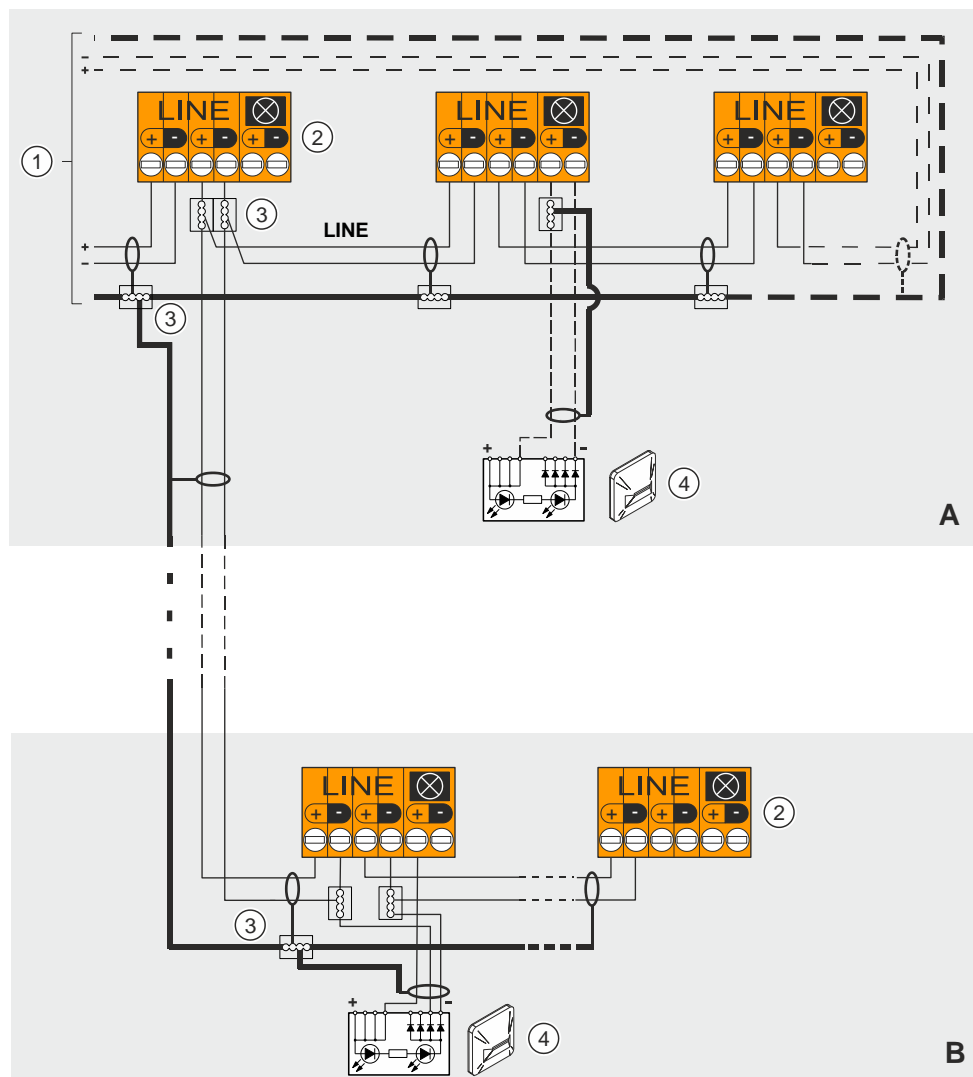 -
+
LINE LINE LINE
+ - + - + - + - + - + - + - + - + -
2
1
3
LINE
+
-
3
+ -
4
A
LINE LINE
+ - + - + - + - + - + -
2
3
+ -
4
B